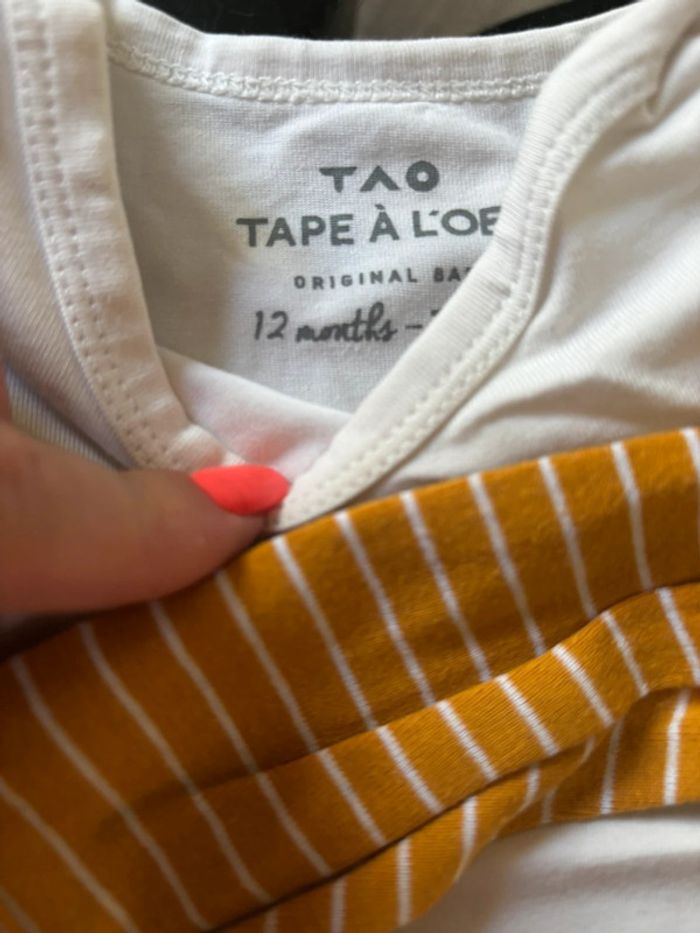 TAO
TAPE À L'OE
ORIGINAL BA
12 months –